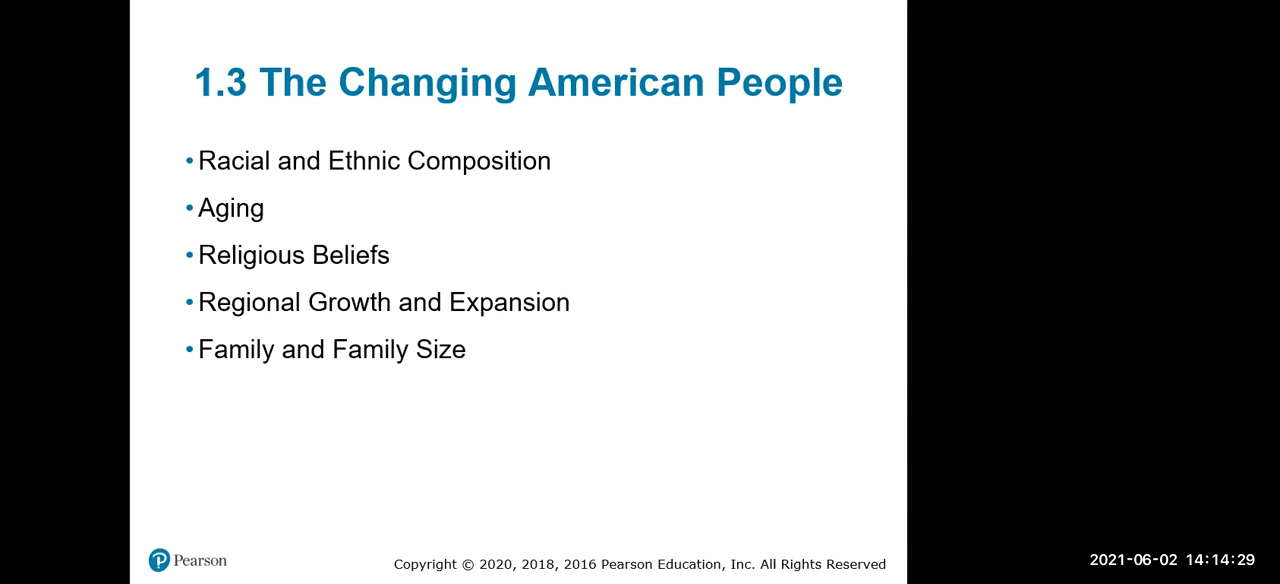 1.3 The Changing American People
• Racial and Ethnic Composition
• Aging
• Religious Beliefs
• Regional Growth and Expansion
• Family and Family Size
P Pearson
Copyright © 2020, 2018, 2016 Pearson Education, Inc. All Rights Reserved
2021-06-02 14:14:29